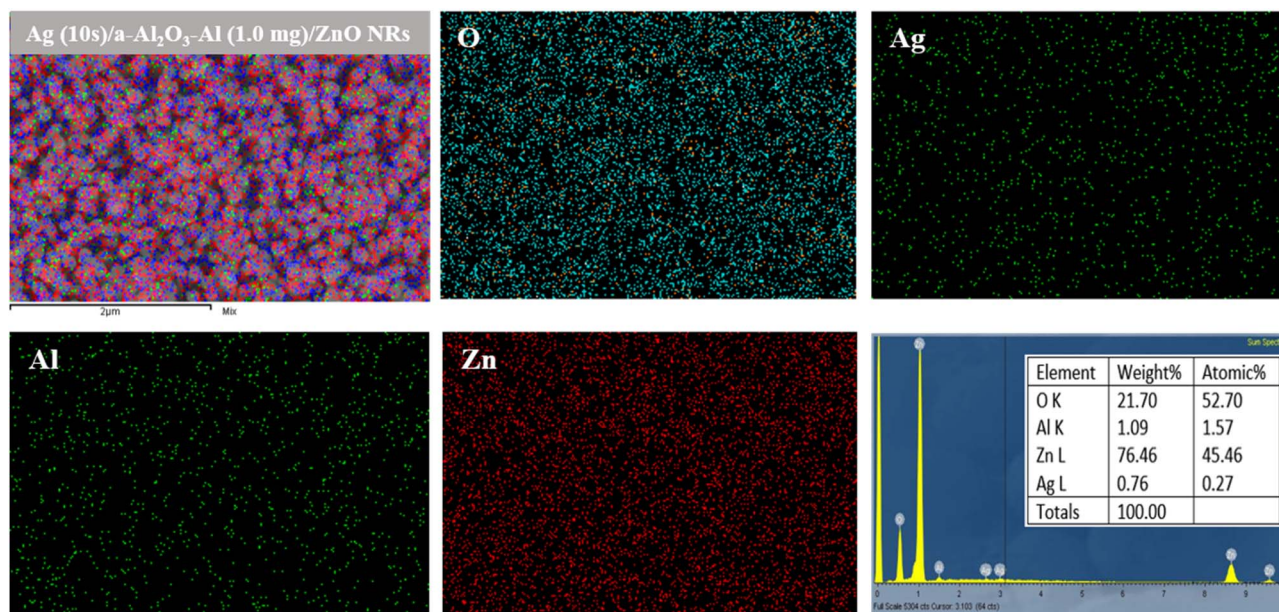 Ag (10s)/a-Al₂O₃-Al (1.0 mg)/ZnO NRs
O
Ag
2µm
Mix
Al
Zn
Sum Spect
Element Weight% Atomic%
O K 21.70 52.70
Al K 1.09 1.57
Zn L 76.46 45.46
Ag L 0.76 0.27
Totals 100.00
0 1 2 3 4 5 6 7 8 9
Full Scale 5304 cts Cursor: 3.103 (64 cts)